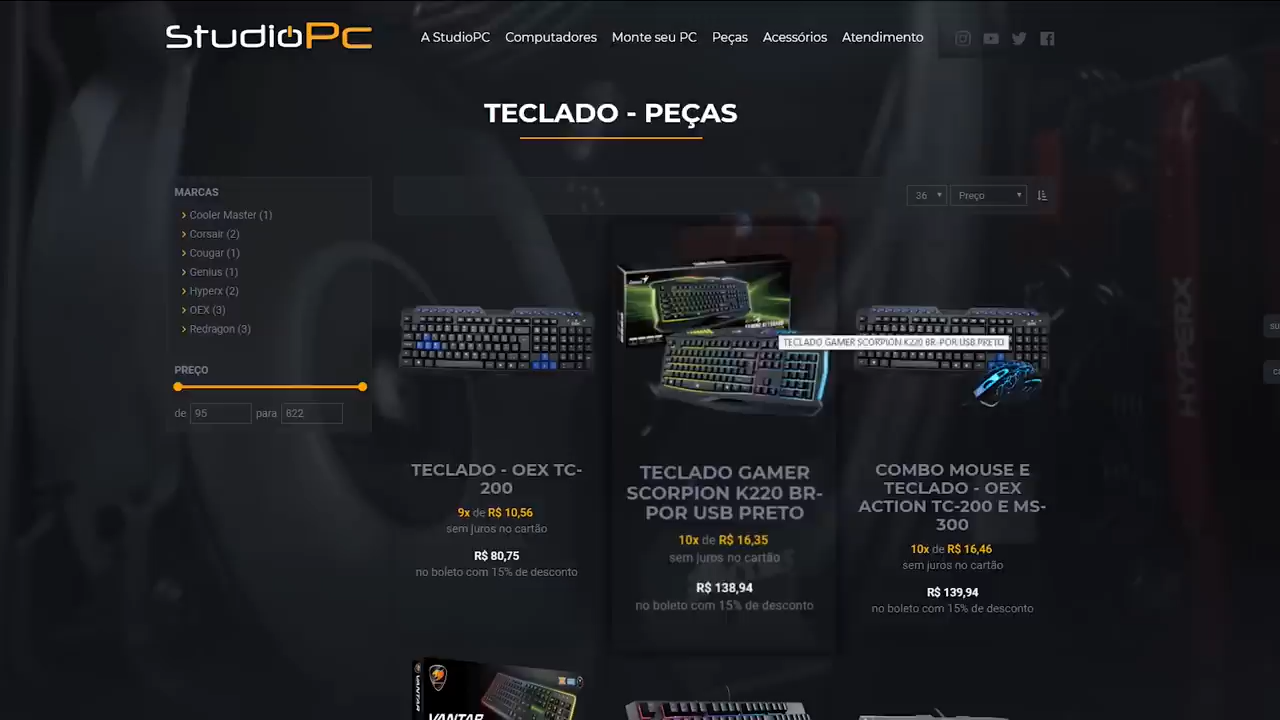 StudioPc
A StudioPC Computadores Monte seu PC Peças Acessórios Atendimento
TECLADO - PEÇAS
MARCAS
Cooler Master (1)
Corsair (2)
Cougar (1)
Genius (1)
Hyperx (2)
OEX (3)
Redragon (3)
PREÇO
de 95 para 822
36 Preço
TECLADO GAMER SCORPION K220 BR- POR USB PRETO
TECLADO - OEX TC-
200
9x de R$ 10,56
sem juros no cartão
R$ 80,75
no boleto com 15% de desconto
TECLADO GAMER
SCORPION K220 BR-
POR USB PRETO
10x de R$ 16,35
sem juros no cartão
R$ 138,94
no boleto com 15% de desconto
COMBO MOUSE E
TECLADO - OEX
ACTION TC-200 E MS-
300
10x de R$ 16,46
sem juros no cartão
R$ 139,94
no boleto com 15% de desconto
VANTAR
HYPERX